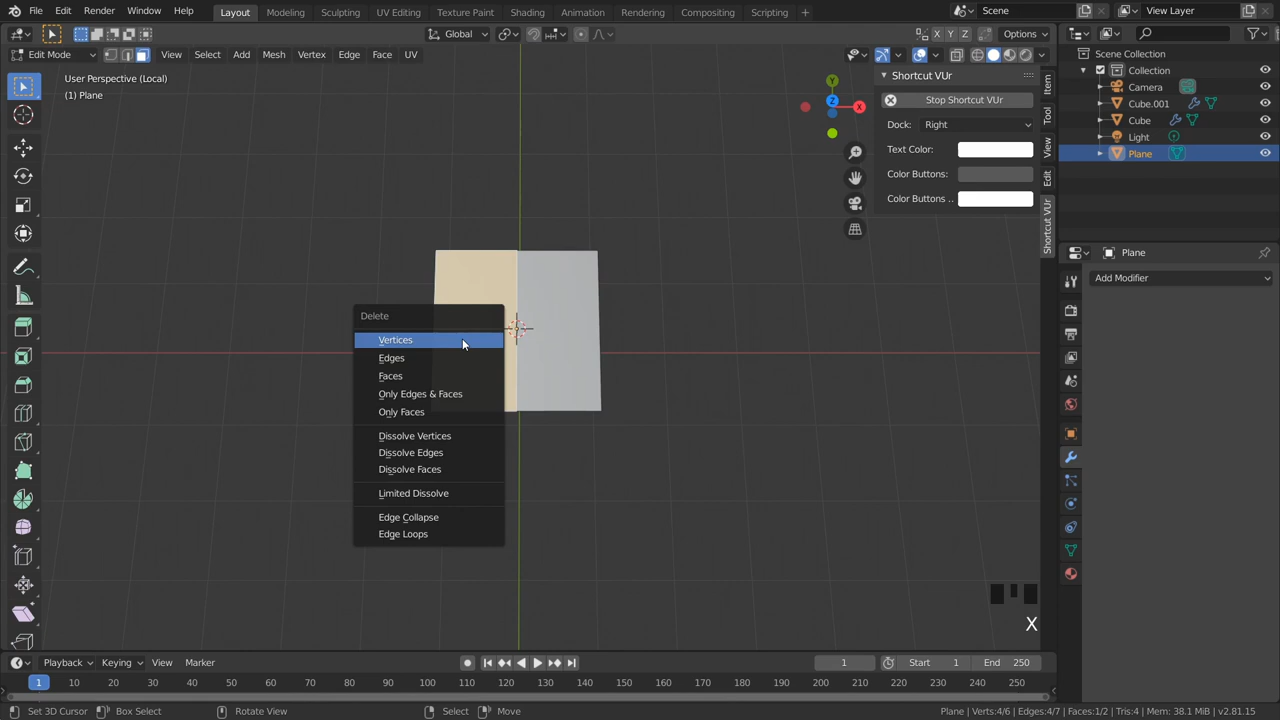 File Edit Render Window Help Layout Modeling Sculpting UV Editing Texture Paint Shading Animation Rendering Compositing Scripting + Scene View Layer
Global X Y Z Options
Edit Mode View Select Add Mesh Vertex Edge Face UV
User Perspective (Local)
(1) Plane
Shortcut VUr
Stop Shortcut VUr
Dock: Right
Text Color:
Color Buttons:
Color Buttons ..
Y
Z
X
Item
Tool
View
Edit
Shortcut VUr
Scene Collection
Collection
Camera
Cube.001
Cube
Light
Plane
Plane
Add Modifier
Delete
Vertices
Edges
Faces
Only Edges & Faces
Only Faces
Dissolve Vertices
Dissolve Edges
Dissolve Faces
Limited Dissolve
Edge Collapse
Edge Loops
X
Playback Keying View Marker 1 Start 1 End 250
1 10 20 30 40 50 60 70 80 90 100 110 120 130 140 150 160 170 180 190 200 210 220 230 240 250
Set 3D Cursor Box Select Rotate View Select Move Plane | Verts:4/6 | Edges:4/7 | Faces:1/2 | Tris:4 | Mem: 38.1 MiB | v2.81.15